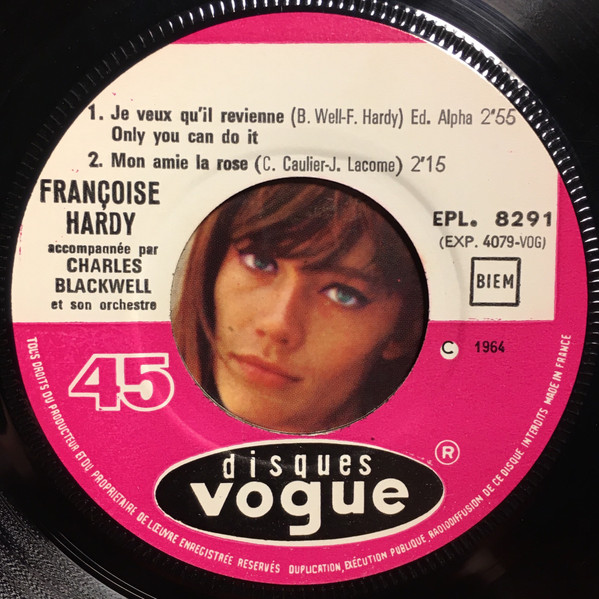 1. Je veux qu'il revienne (B. Well-F. Hardy) Ed. Alpha 2'55
Only you can do it
2. Mon amie la rose (C. Caulier-J. Lacome) 2'15
FRANÇOISE
HARDY
accompannée par
CHARLES
BLACKWELL
et son orchestre
EPL. 8291
(EXP. 4079-VOG)
BIEM
45
C 1964
disques
vogue
®
TOUS DROITS DU PRODUCTEUR ET DU PROPRIETAIRE DE L'ŒUVRE ENREGISTRÉE RESERVÉS DUPLICATION, EXÉCUTION PUBLIQUE, RADIODIFFUSION DE CE DISQUE INTERDITS MADE IN FRANCE